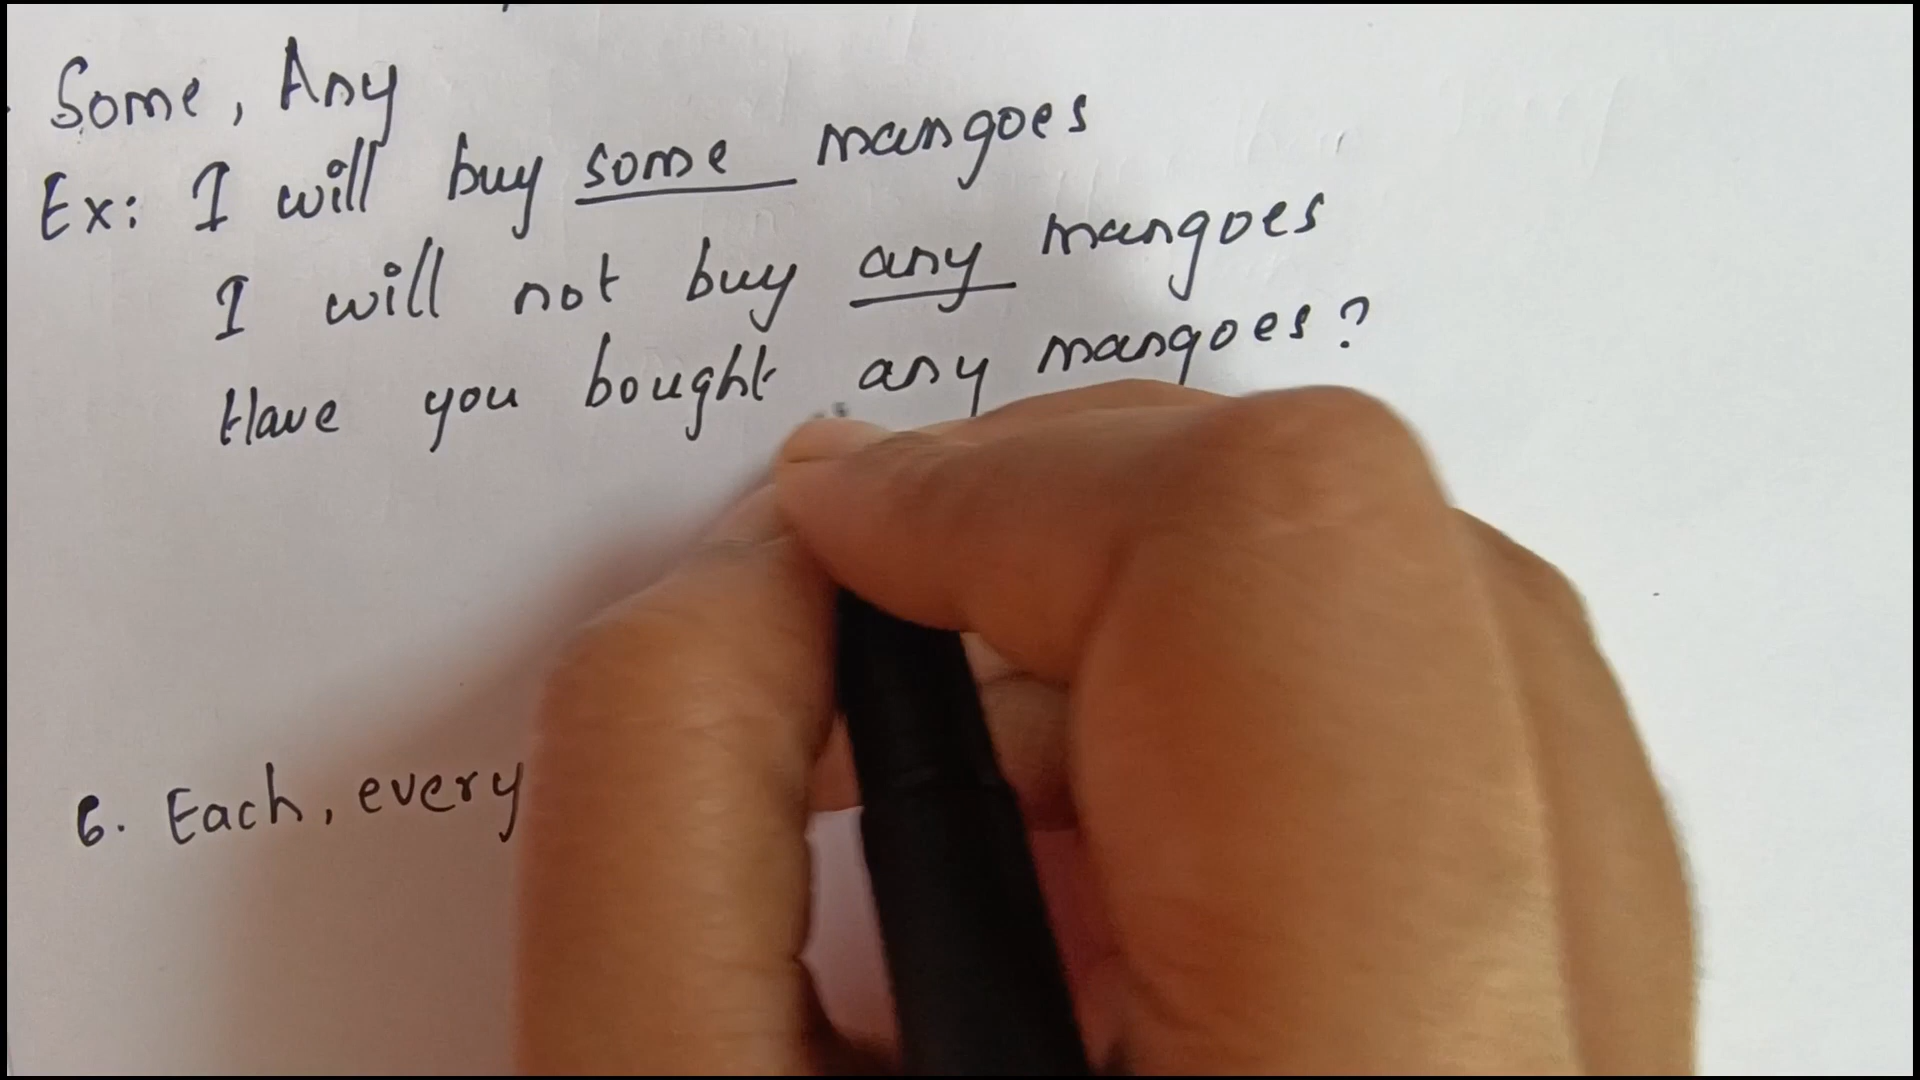 Some, Any
Ex: I will buy some mangoes
I will not buy any mangoes
Have you bought any mangoes?
6. Each, every